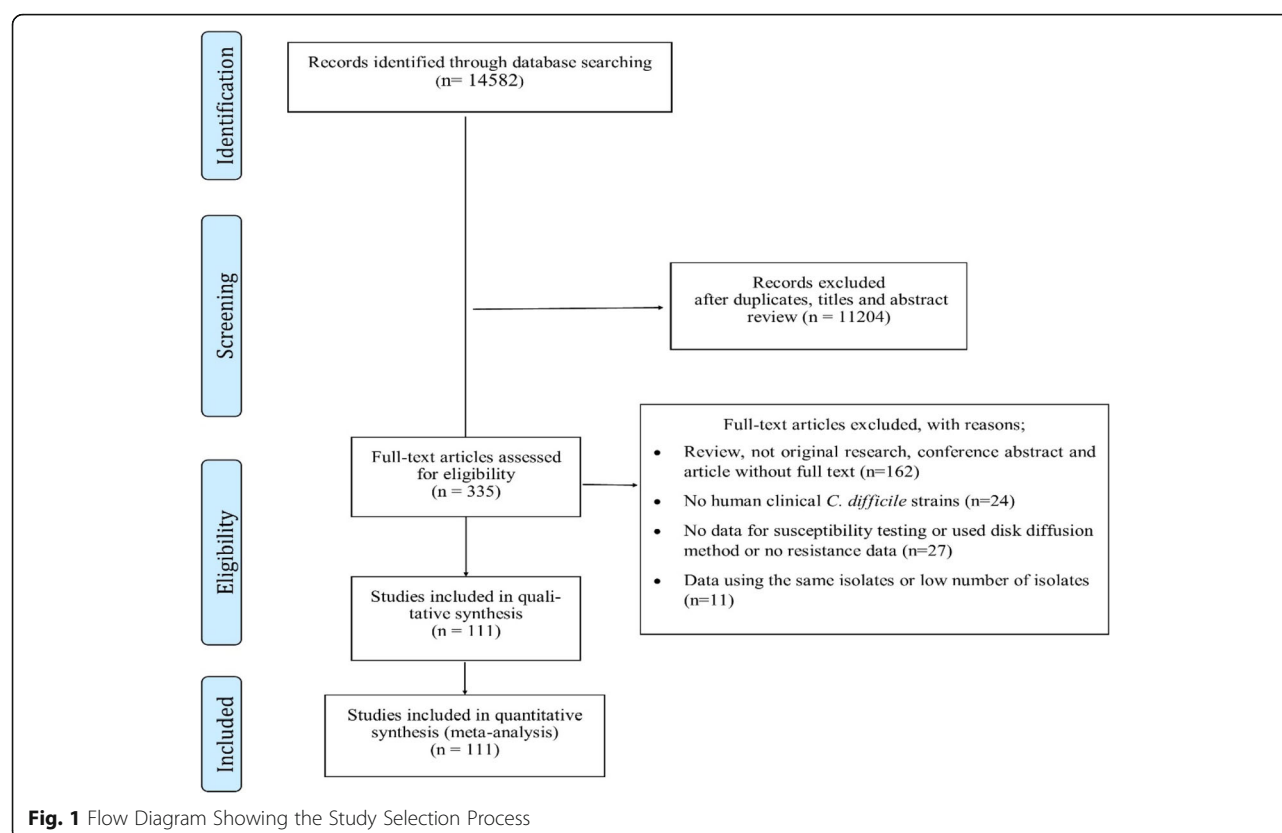 Identification
Records identified through database searching
(n= 14582)
Screening
Records excluded
after duplicates, titles and abstract
review (n = 11204)
Eligibility
Full-text articles assessed
for eligibility
(n = 335)
Full-text articles excluded, with reasons;
• Review, not original research, conference abstract and
article without full text (n=162)
• No human clinical C. difficile strains (n=24)
• No data for susceptibility testing or used disk diffusion
method or no resistance data (n=27)
• Data using the same isolates or low number of isolates
(n=11)
Studies included in quali-
tative synthesis
(n = 111)
Included
Studies included in quantitative
synthesis (meta-analysis)
(n = 111)
Fig. 1 Flow Diagram Showing the Study Selection Process